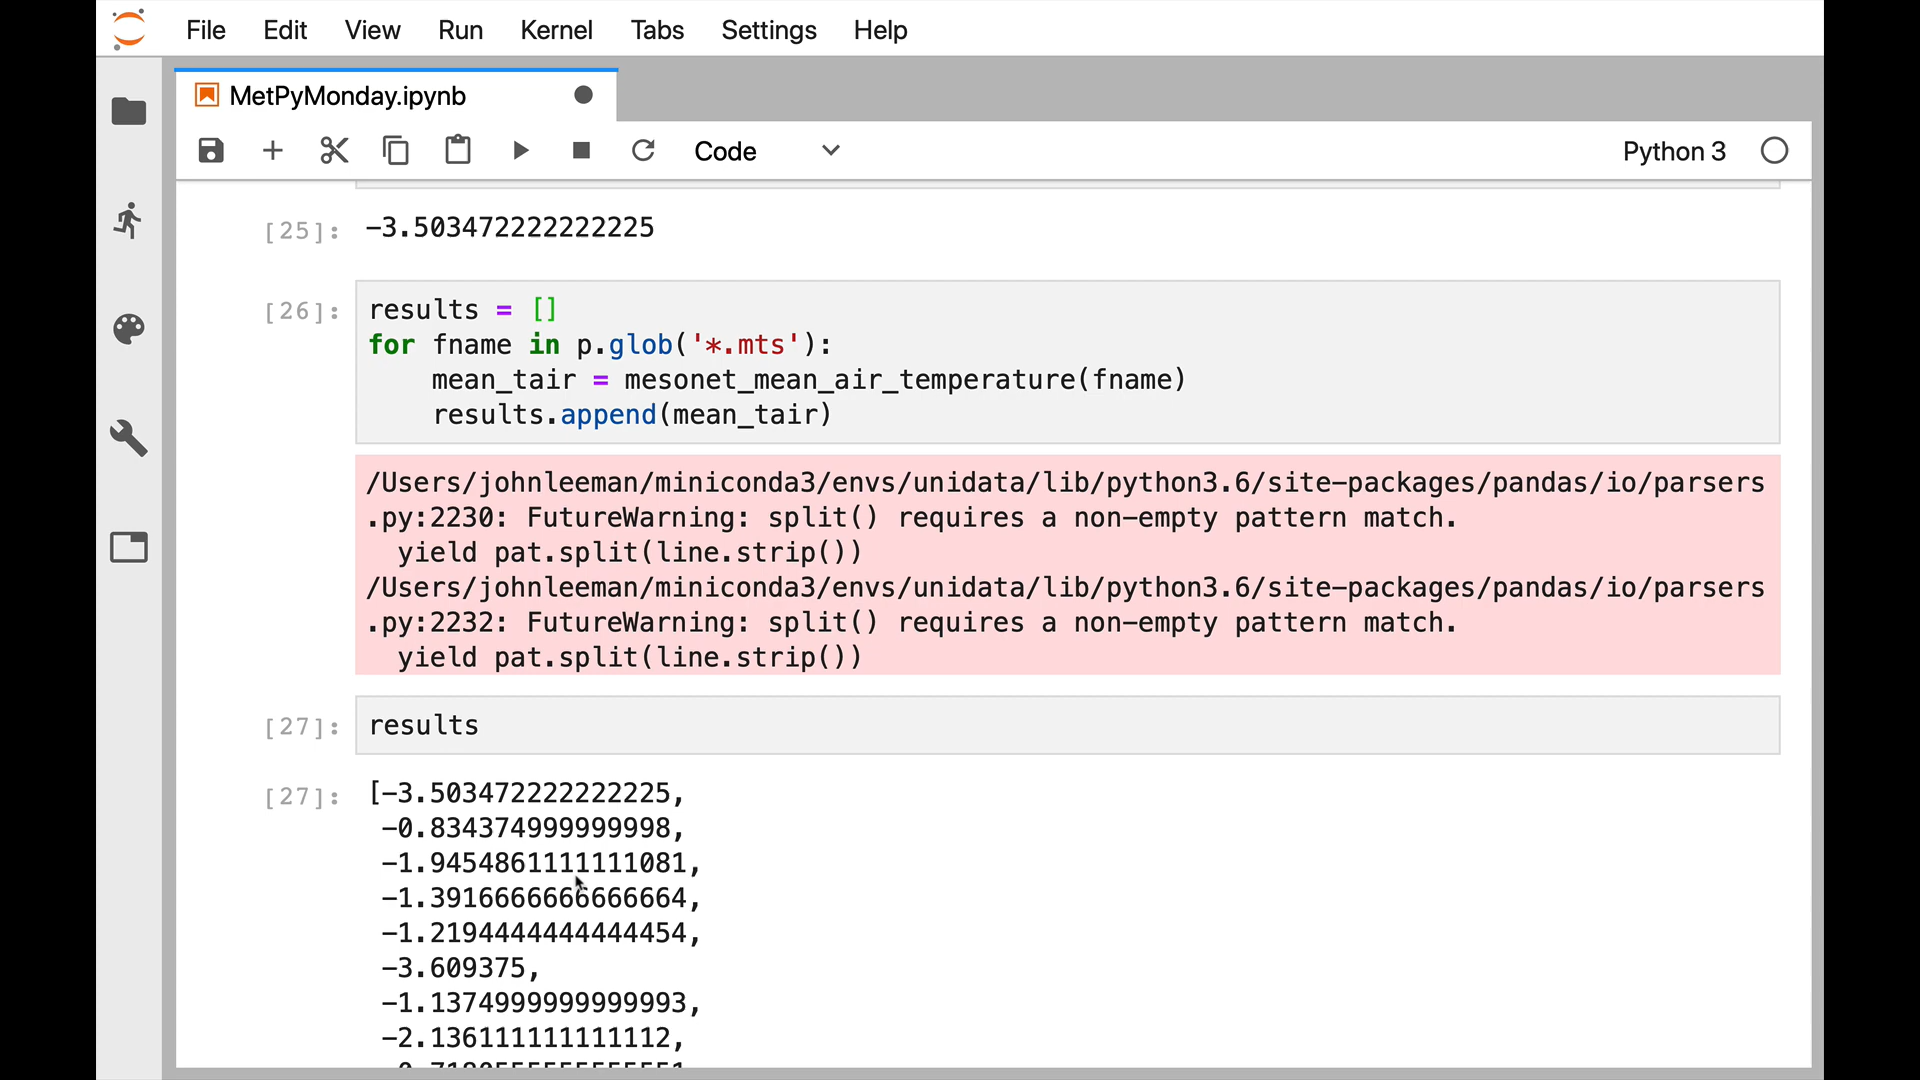 File Edit View Run Kernel Tabs Settings Help
MetPyMonday.ipynb
Code
Python 3
[25]: -3.503472222222225
[26]: results = []
for fname in p.glob('*.mts'):
    mean_tair = mesonet_mean_air_temperature(fname)
    results.append(mean_tair)
/Users/johnleeman/miniconda3/envs/unidata/lib/python3.6/site-packages/pandas/io/parsers
.py:2230: FutureWarning: split() requires a non-empty pattern match.
  yield pat.split(line.strip())
/Users/johnleeman/miniconda3/envs/unidata/lib/python3.6/site-packages/pandas/io/parsers
.py:2232: FutureWarning: split() requires a non-empty pattern match.
  yield pat.split(line.strip())
[27]: results
[27]: [-3.503472222222225,
-0.834374999999998,
-1.9454861111111081,
-1.3916666666666664,
-1.2194444444444454,
-3.609375,
-1.1374999999999993,
-2.136111111111112,